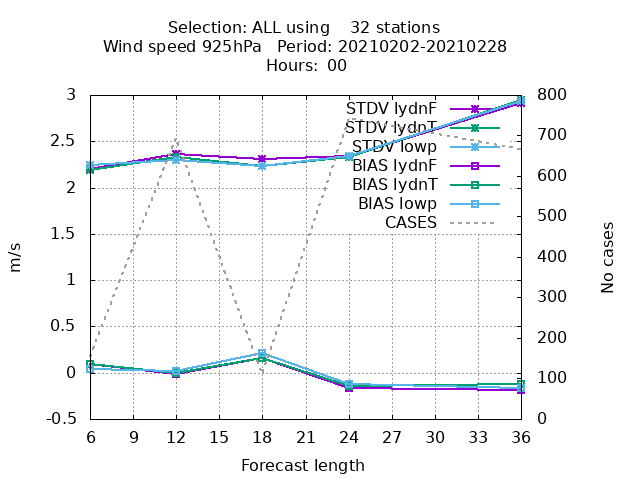 Selection: ALL using    32 stations
Wind speed 925hPa   Period: 20210202-20210228
Hours: 00
3
2.5
2
1.5
1
0.5
0
-0.5
m/s
STDV lydnF
STDV lydnT
STDV lowp
BIAS lydnF
BIAS lydnT
BIAS lowp
CASES
800
700
600
500
400
300
200
100
0
No cases
6 9 12 15 18 21 24 27 30 33 36
Forecast length